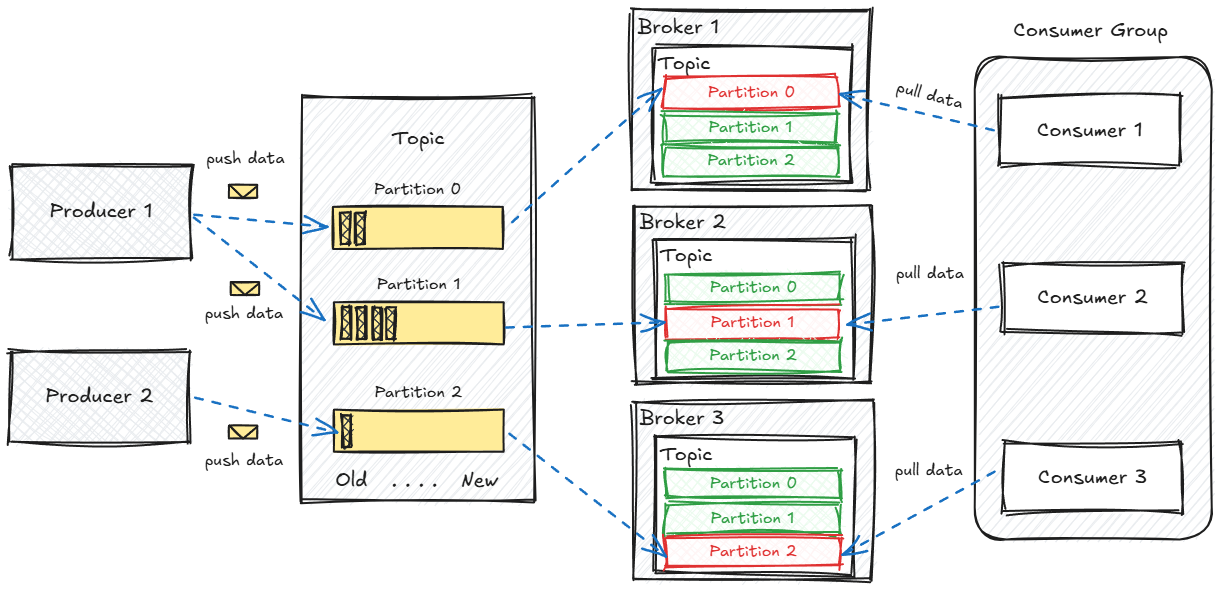 Producer 1
Producer 2
push data
push data
push data
Topic
Partition 0
Partition 1
Partition 2
Old .... New
Broker 1
Topic
Partition 0
Partition 1
Partition 2
Broker 2
Topic
Partition 0
Partition 1
Partition 2
Broker 3
Topic
Partition 0
Partition 1
Partition 2
pull data
pull data
pull data
Consumer Group
Consumer 1
Consumer 2
Consumer 3